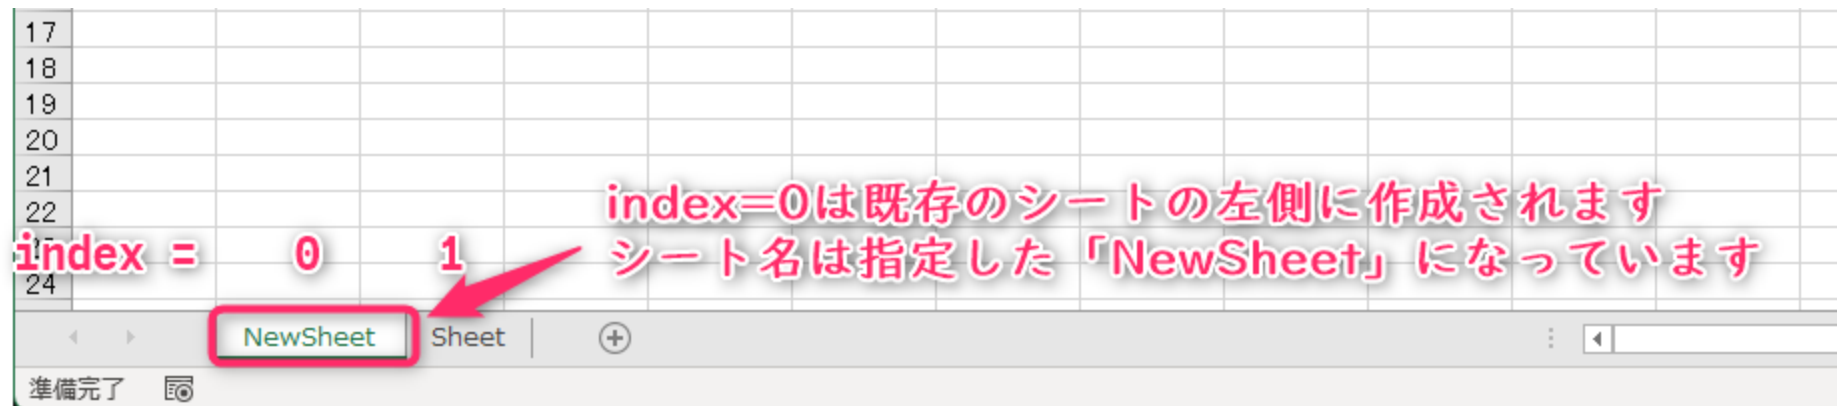 17
18
19
20
21
22
index = 0 1
24
index=0は既存のシートの左側に作成されます
シート名は指定した「NewSheet」になっています
NewSheet Sheet
準備完了